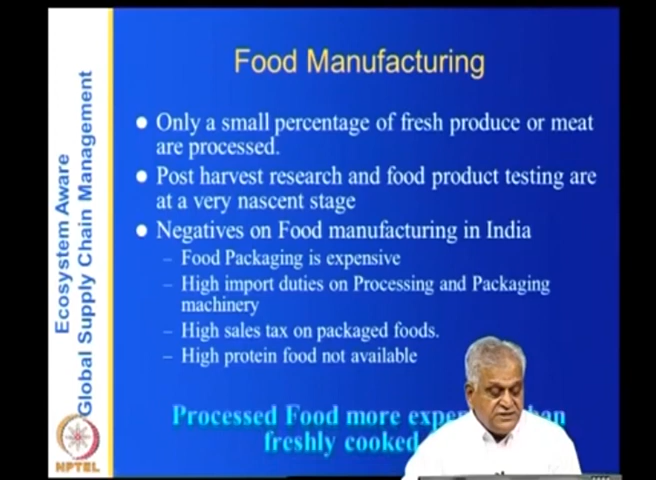 Food Manufacturing
Only a small percentage of fresh produce or meat
are processed.
Post harvest research and food product testing are
at a very nascent stage
Negatives on Food manufacturing in India
– Food Packaging is expensive
– High import duties on Processing and Packaging
machinery
– High sales tax on packaged foods.
– High protein food not available
Processed Food more
freshly cooked
Ecosystem Aware
Global Supply Chain Management
NPTEL